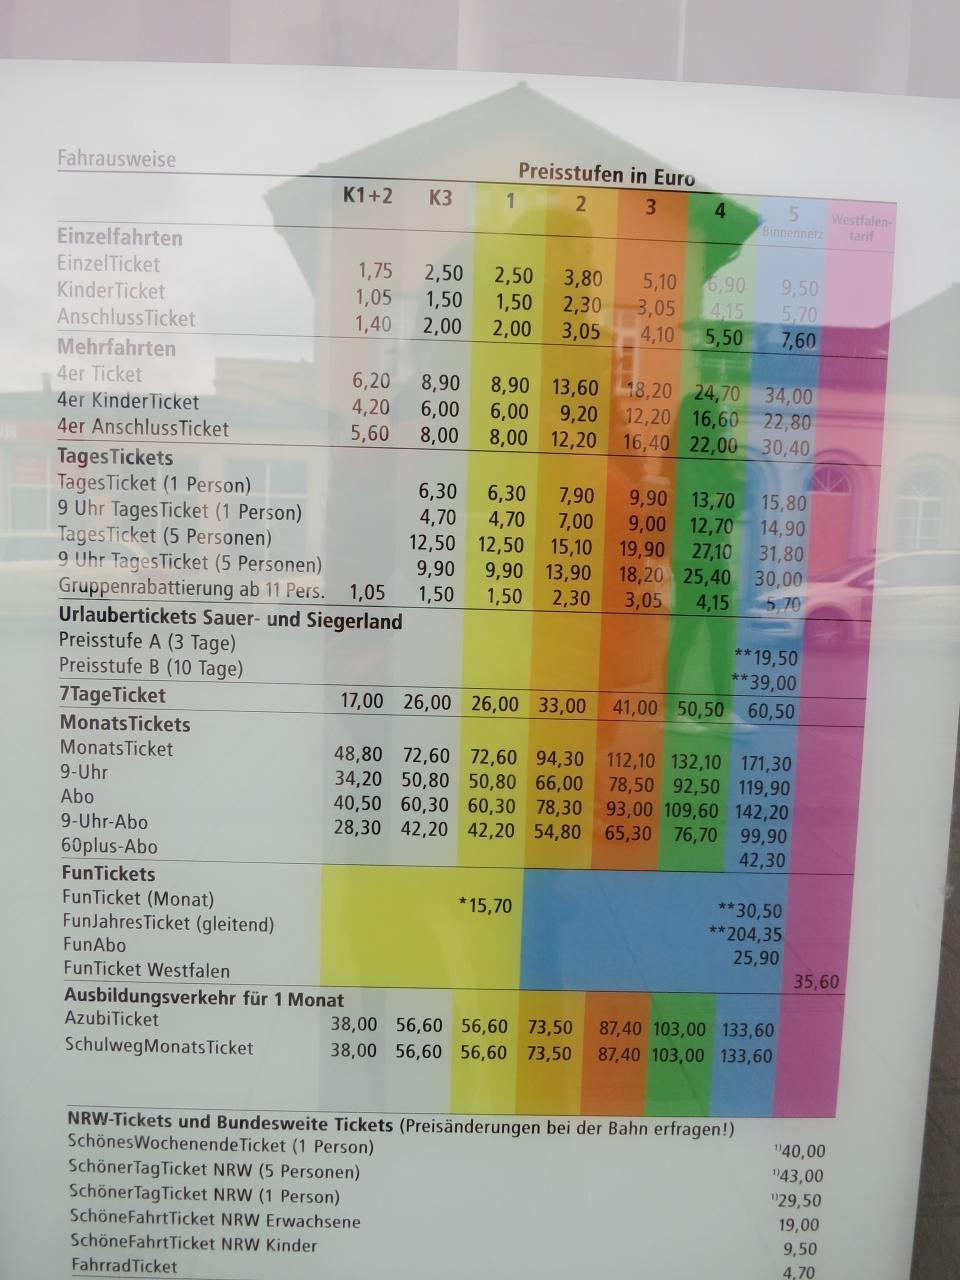 Fahrausweise Preisstufen in Euro
K1+2 K3 1 2 3 4 5 Binnennetz Westfalen-tarif
Einzelfahrten
EinzelTicket 1,75 2,50 2,50 3,80 5,10 6,90 9,50
KinderTicket 1,05 1,50 1,50 2,30 3,05 4,15 5,70
AnschlussTicket 1,40 2,00 2,00 3,05 4,10 5,50 7,60
Mehrfahrten
4er Ticket 6,20 8,90 8,90 13,60 18,20 24,70 34,00
4er KinderTicket 4,20 6,00 6,00 9,20 12,20 16,60 22,80
4er AnschlussTicket 5,60 8,00 8,00 12,20 16,40 22,00 30,40
TagesTickets
TagesTicket (1 Person) 6,30 6,30 7,90 9,90 13,70 15,80
9 Uhr TagesTicket (1 Person) 4,70 4,70 7,00 9,00 12,70 14,90
TagesTicket (5 Personen) 12,50 12,50 15,10 19,90 27,10 31,80
9 Uhr TagesTicket (5 Personen) 9,90 9,90 13,90 18,20 25,40 30,00
Gruppenrabattierung ab 11 Pers. 1,05 1,50 1,50 2,30 3,05 4,15 5,70
Urlaubertickets Sauer- und Siegerland
Preisstufe A (3 Tage) **19,50
Preisstufe B (10 Tage) **39,00
7TageTicket 17,00 26,00 26,00 33,00 41,00 50,50 60,50
MonatsTickets
MonatsTicket 48,80 72,60 72,60 94,30 112,10 132,10 171,30
9-Uhr 34,20 50,80 50,80 66,00 78,50 92,50 119,90
Abo 40,50 60,30 60,30 78,30 93,00 109,60 142,20
9-Uhr-Abo 28,30 42,20 42,20 54,80 65,30 76,70 99,90
60plus-Abo 42,30
FunTickets
FunTicket (Monat) *15,70 **30,50
FunJahresTicket (gleitend) **204,35
FunAbo 25,90
FunTicket Westfalen 35,60
Ausbildungsverkehr für 1 Monat
AzubiTicket 38,00 56,60 56,60 73,50 87,40 103,00 133,60
SchulwegMonatsTicket 38,00 56,60 56,60 73,50 87,40 103,00 133,60
NRW-Tickets und Bundesweite Tickets (Preisänderungen bei der Bahn erfragen!)
SchönesWochenendeTicket (1 Person) ¹⁾40,00
SchönerTagTicket NRW (5 Personen) ¹⁾43,00
SchönerTagTicket NRW (1 Person) ¹⁾29,50
SchöneFahrtTicket NRW Erwachsene 19,00
SchöneFahrtTicket NRW Kinder 9,50
FahrradTicket 4,70